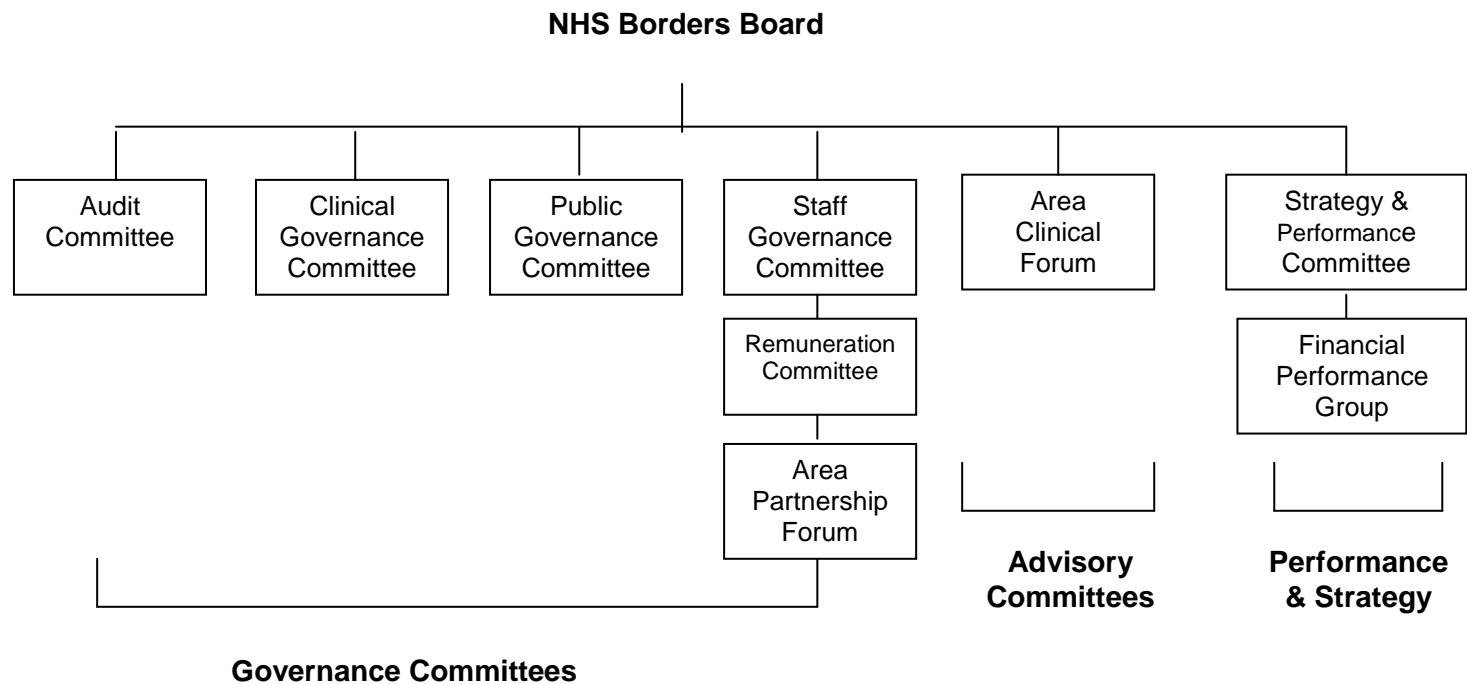 NHS Borders Board
Audit
Committee
Clinical
Governance
Committee
Public
Governance
Committee
Staff
Governance
Committee
Area
Clinical
Forum
Strategy &
Performance
Committee
Remuneration
Committee
Financial
Performance
Group
Area
Partnership
Forum
Advisory
Committees
Performance
& Strategy
Governance Committees